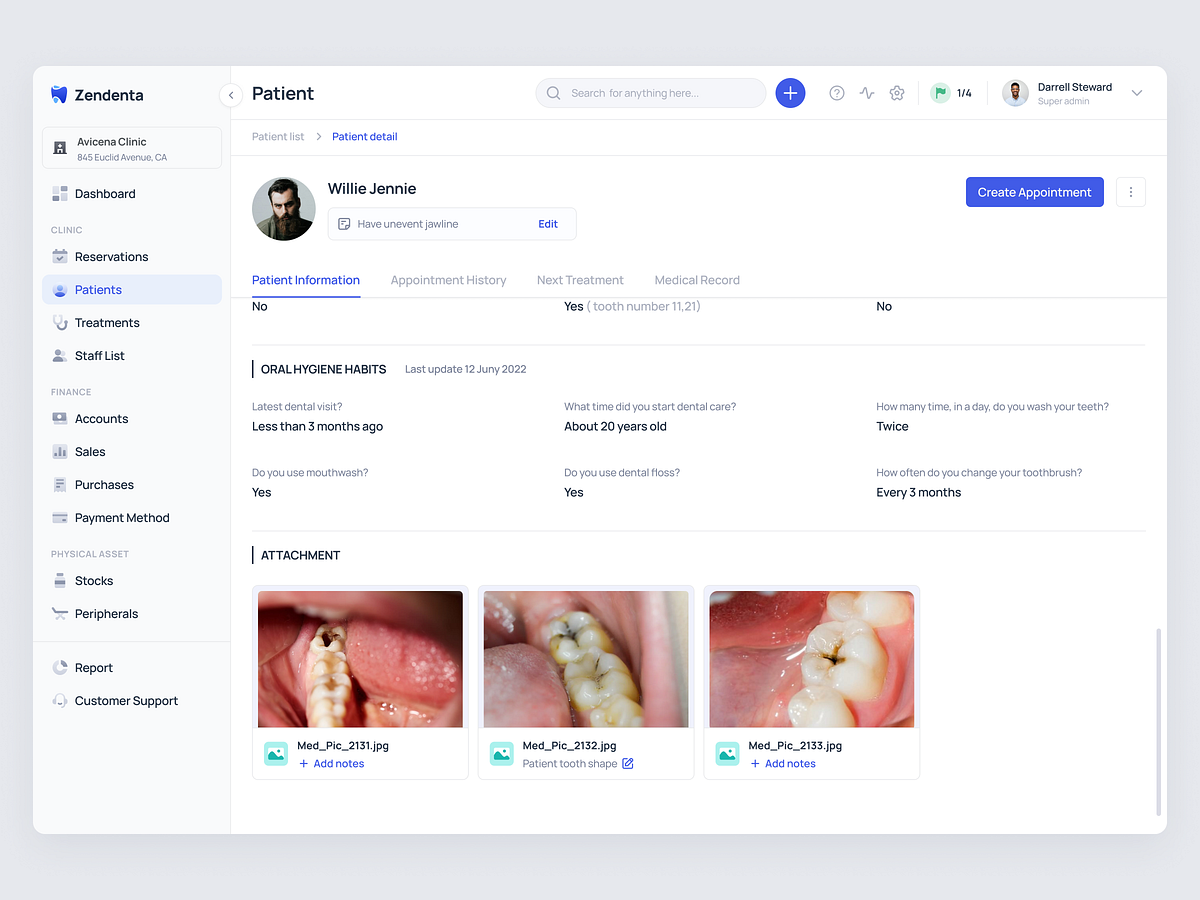 Zendenta
Avicena Clinic
845 Euclid Avenue, CA
Dashboard
CLINIC
Reservations
Patients
Treatments
Staff List
FINANCE
Accounts
Sales
Purchases
Payment Method
PHYSICAL ASSET
Stocks
Peripherals
Report
Customer Support
Patient
Search for anything here...
1/4
Darrell Steward
Super admin
Patient list > Patient detail
Willie Jennie
Have unevent jawline Edit
Create Appointment
Patient Information Appointment History Next Treatment Medical Record
No Yes ( tooth number 11,21) No
ORAL HYGIENE HABITS Last update 12 Juny 2022
Latest dental visit? What time did you start dental care? How many time, in a day, do you wash your teeth?
Less than 3 months ago About 20 years old Twice
Do you use mouthwash? Do you use dental floss? How often do you change your toothbrush?
Yes Yes Every 3 months
ATTACHMENT
Med_Pic_2131.jpg Med_Pic_2132.jpg Med_Pic_2133.jpg
+ Add notes Patient tooth shape + Add notes